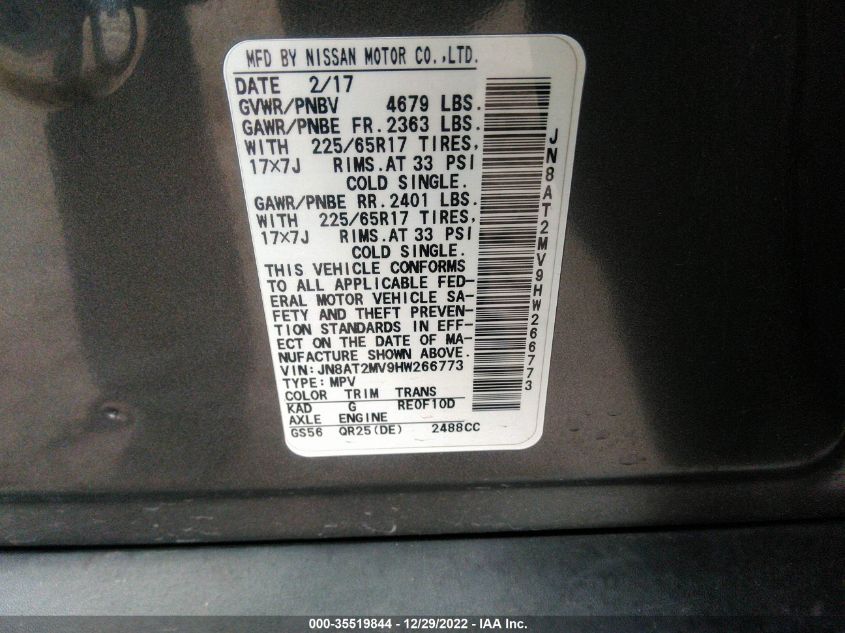 MFD BY NISSAN MOTOR CO.,LTD.
DATE 2/17
GVWR/PNBV 4679 LBS.
GAWR/PNBE FR.2363 LBS.
WITH 225/65R17 TIRES,
17×7J RIMS.AT 33 PSI
COLD SINGLE.
GAWR/PNBE RR.2401 LBS.
WITH 225/65R17 TIRES,
17×7J RIMS.AT 33 PSI
COLD SINGLE.
THIS VEHICLE CONFORMS
TO ALL APPLICABLE FED-
ERAL MOTOR VEHICLE SA-
FETY AND THEFT PREVEN-
TION STANDARDS IN EFF-
ECT ON THE DATE OF MA-
NUFACTURE SHOWN ABOVE.
VIN:JN8AT2MV9HW266773
TYPE:MPV
COLOR TRIM TRANS
KAD G RE0F10D
AXLE ENGINE
GS56 QR25(DE) 2488CC
JN8AT2MV9HW266773
000-35519844 - 12/29/2022 - IAA Inc.